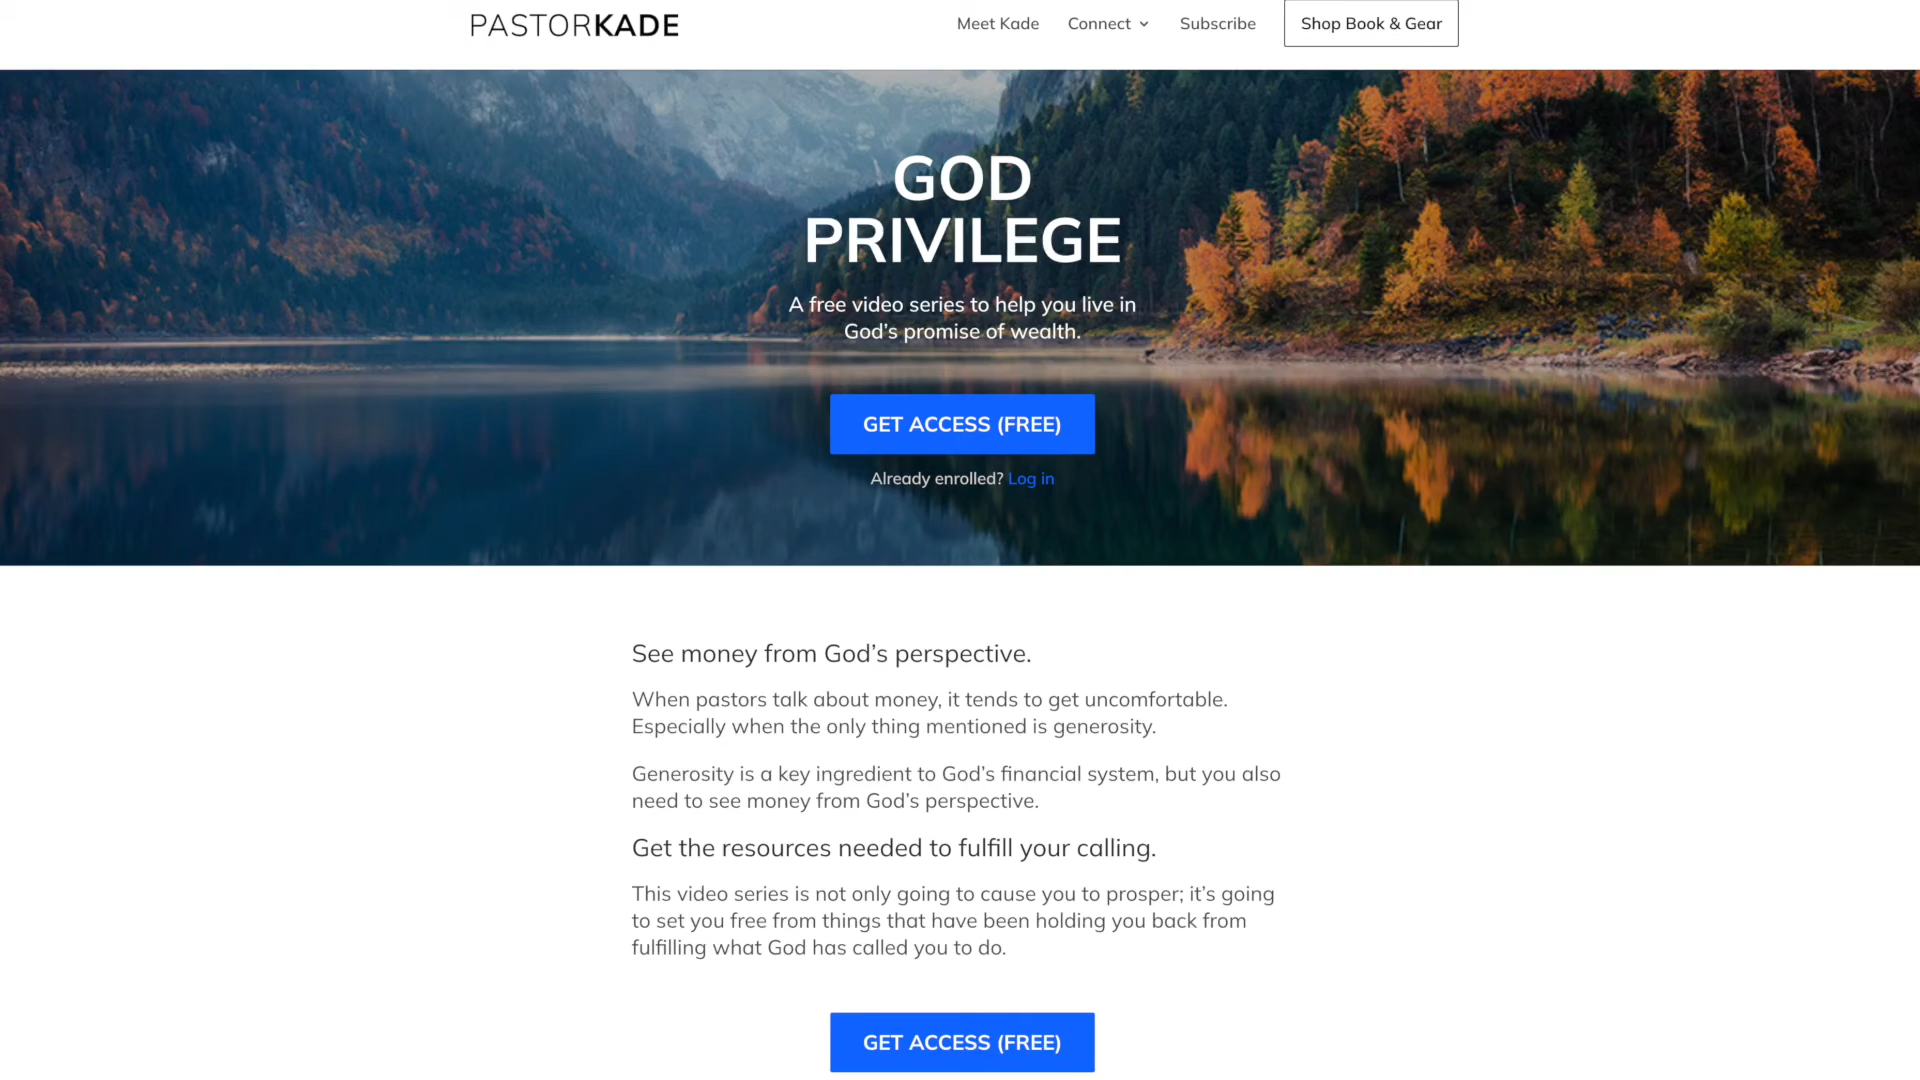 PASTORKADE
Meet Kade
Connect
Subscribe
Shop Book & Gear
GOD
PRIVILEGE
A free video series to help you live in
God’s promise of wealth.
GET ACCESS (FREE)
Already enrolled? Log in
See money from God’s perspective.
When pastors talk about money, it tends to get uncomfortable.
Especially when the only thing mentioned is generosity.
Generosity is a key ingredient to God’s financial system, but you also
need to see money from God’s perspective.
Get the resources needed to fulfill your calling.
This video series is not only going to cause you to prosper; it’s going
to set you free from things that have been holding you back from
fulfilling what God has called you to do.
GET ACCESS (FREE)